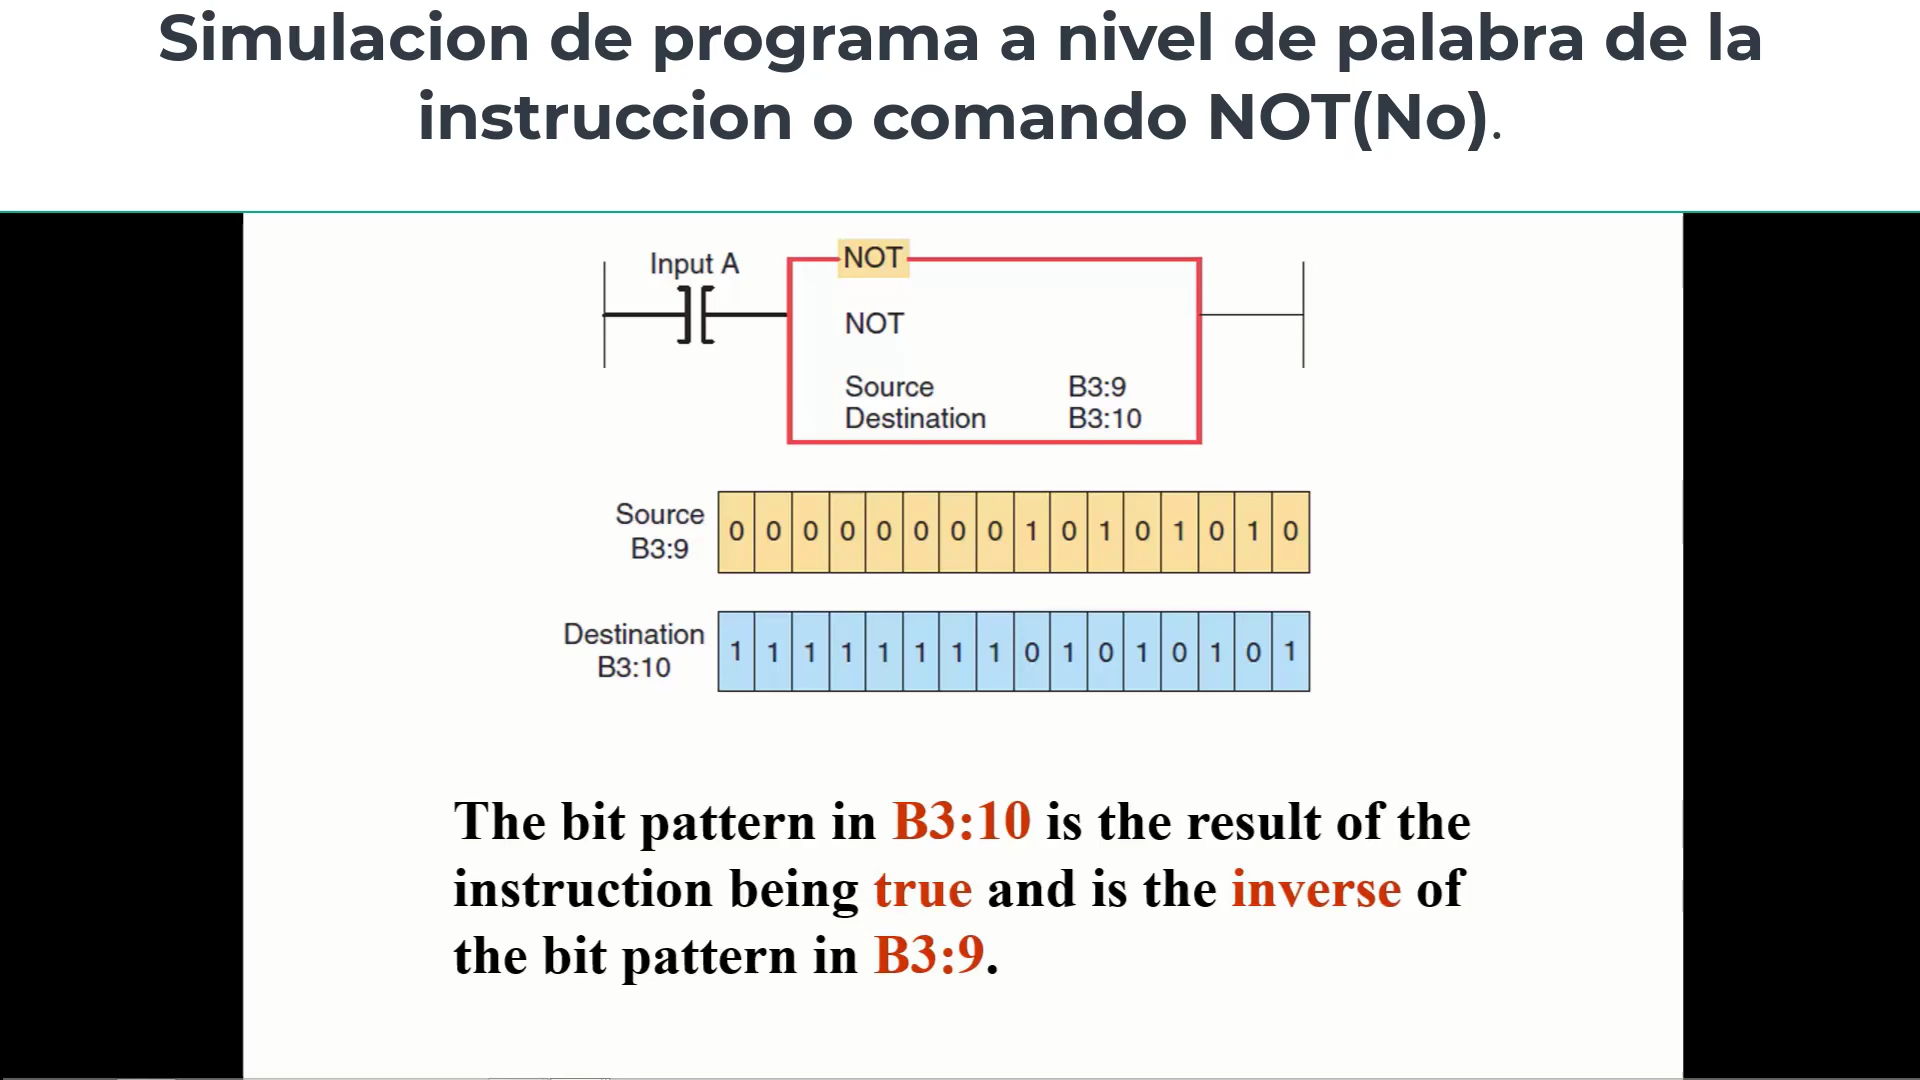 Simulacion de programa a nivel de palabra de la
instruccion o comando NOT(No).
Input A
NOT
NOT
Source B3:9
Destination B3:10
Source
B3:9
0 0 0 0 0 0 0 0 1 0 1 0 1 0 1 0
Destination
B3:10
1 1 1 1 1 1 1 1 0 1 0 1 0 1 0 1
The bit pattern in B3:10 is the result of the
instruction being true and is the inverse of
the bit pattern in B3:9.